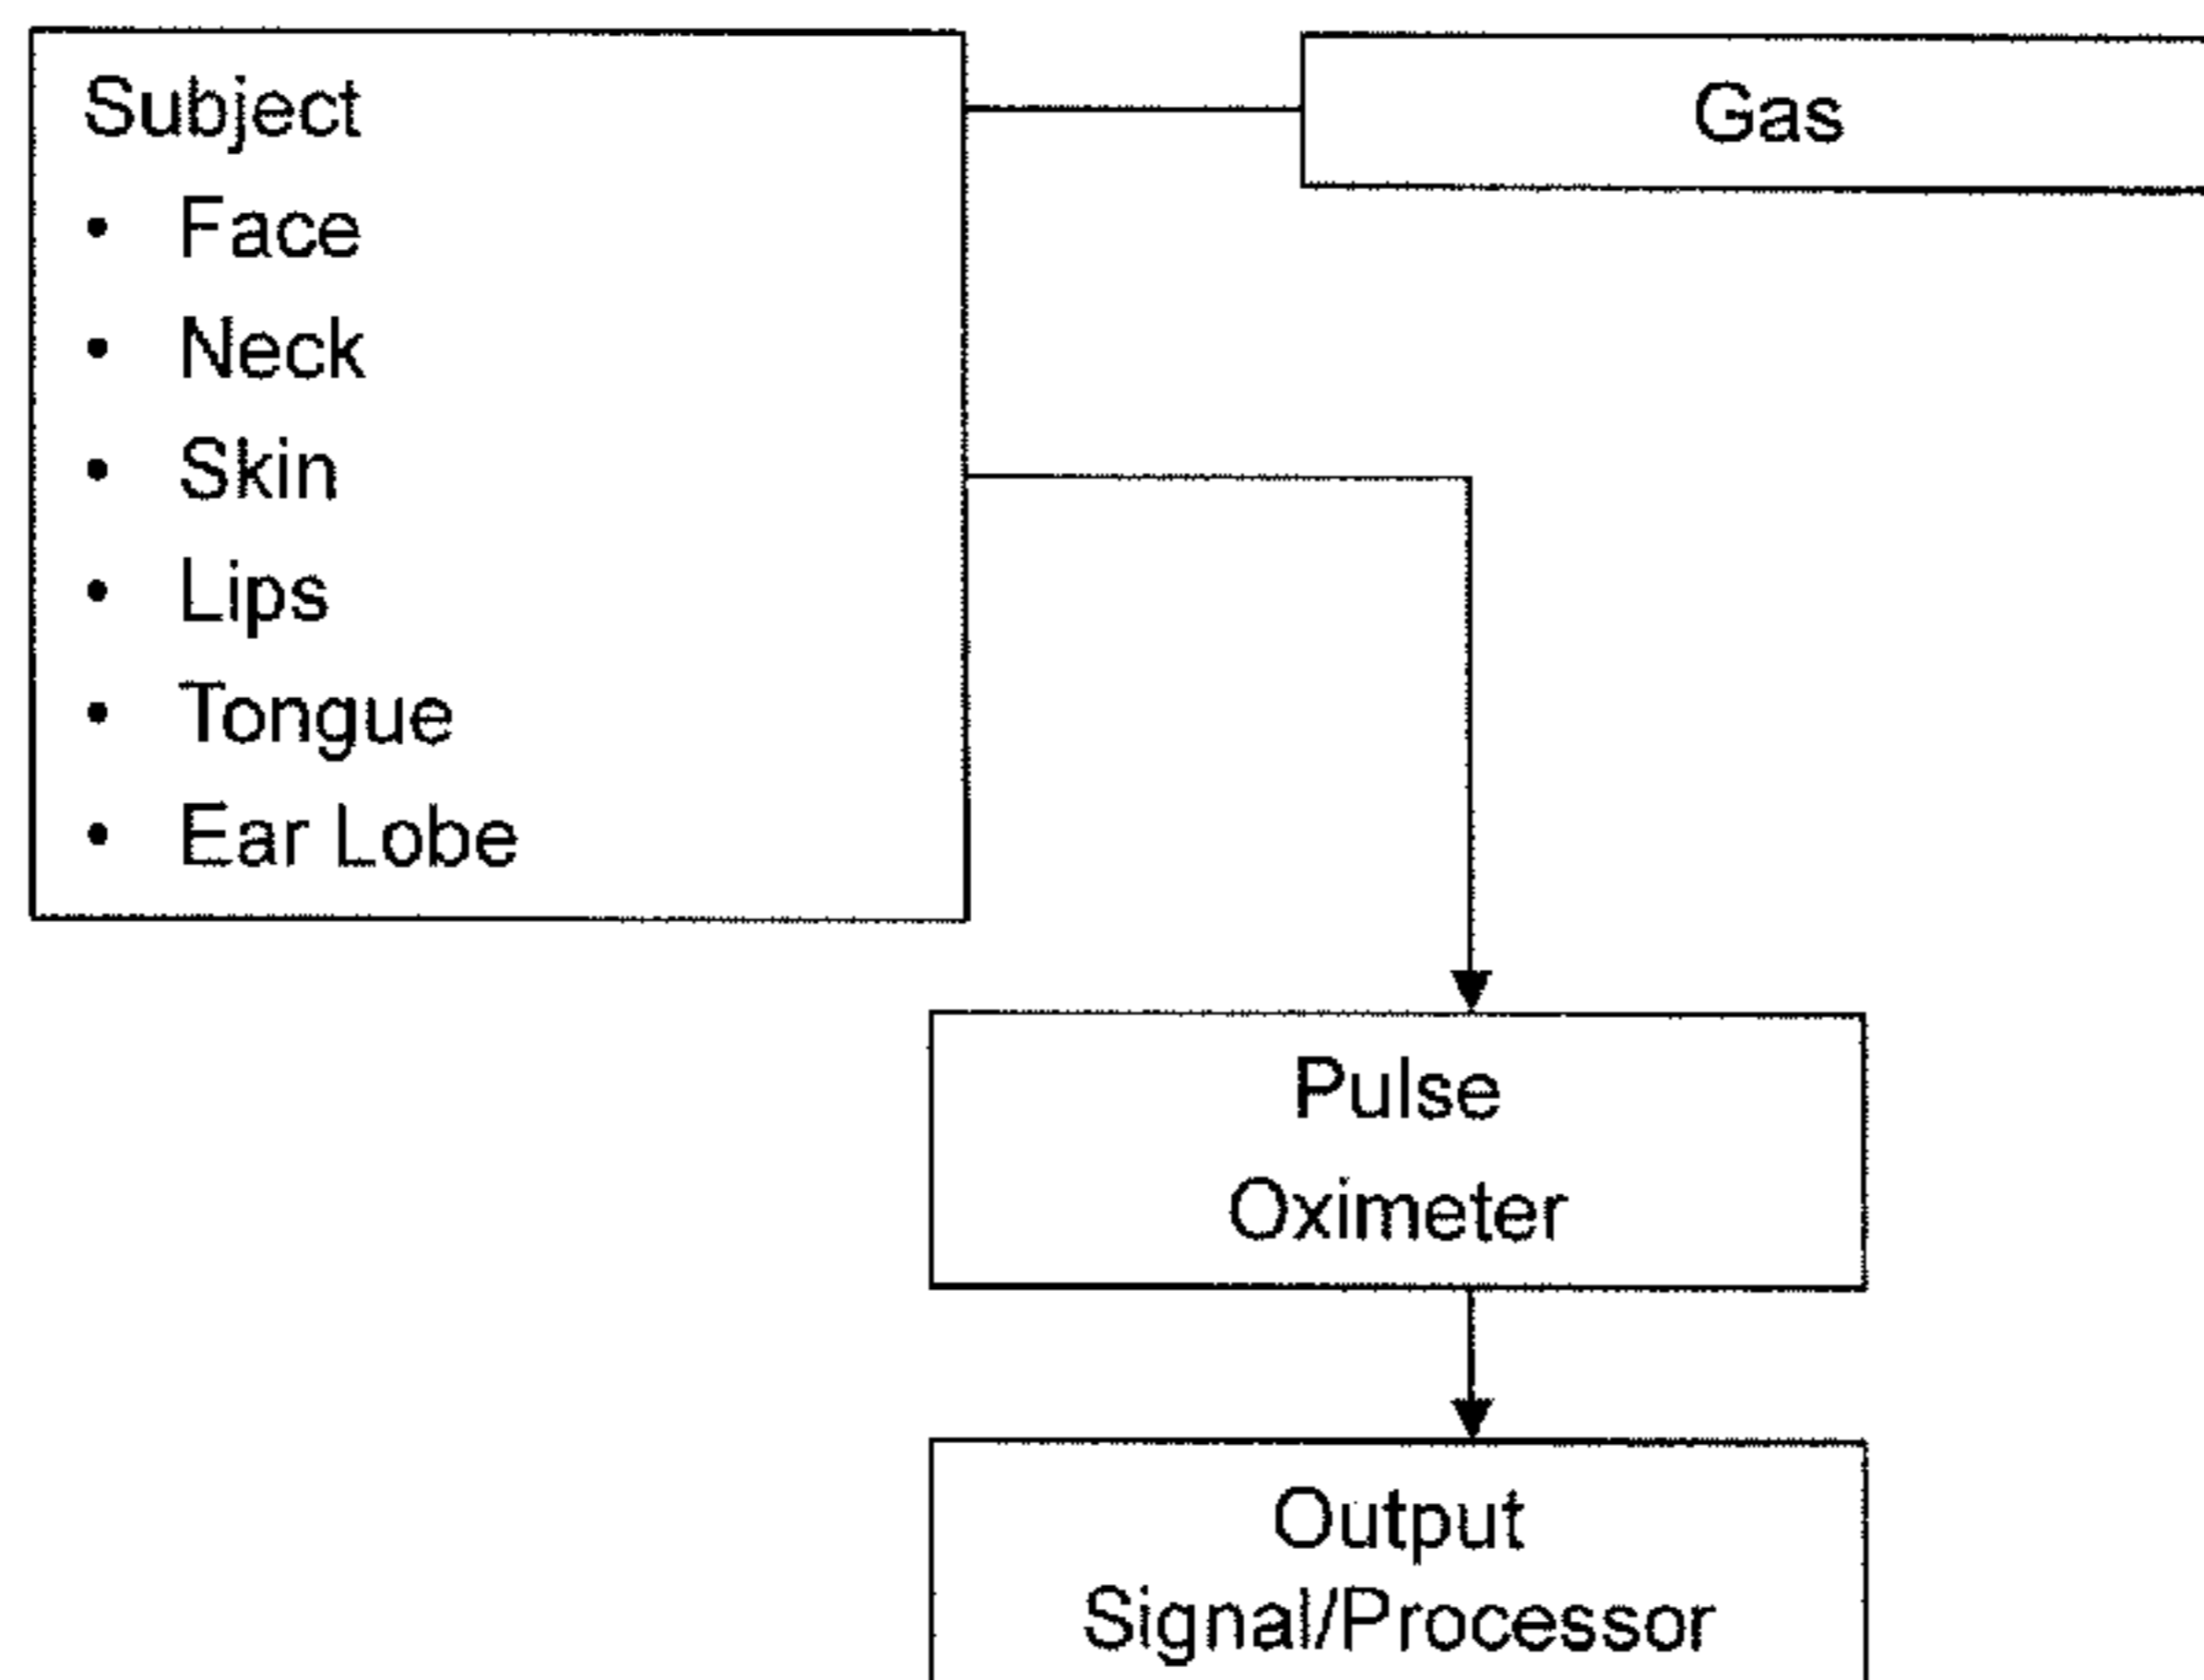 Subject
• Face
• Neck
• Skin
• Lips
• Tongue
• Ear Lobe
Gas
Pulse
Oximeter
Output
Signal/Processor